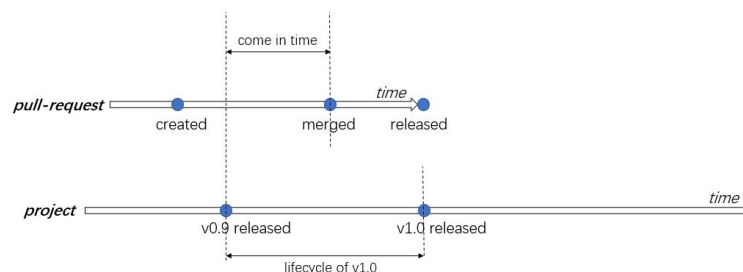 come in time
time
pull-request
created merged released
time
project
v0.9 released v1.0 released
lifecycle of v1.0